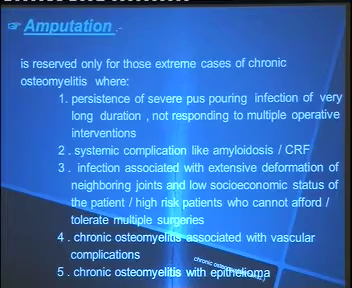 ☞ Amputation :-
is reserved only for those extreme cases of chronic
osteomyelitis where:
1. persistence of severe pus pouring infection of very
long duration , not responding to multiple operative
interventions
2 . systemic complication like amyloidosis / CRF
3 . infection associated with extensive deformation of
neighboring joints and low socioeconomic status of
the patient / high risk patients who cannot afford /
tolerate multiple surgeries
4 . chronic osteomyelitis associated with vascular
complications
5 . chronic osteomyelitis with epithelioma
chronic osteomyelitis